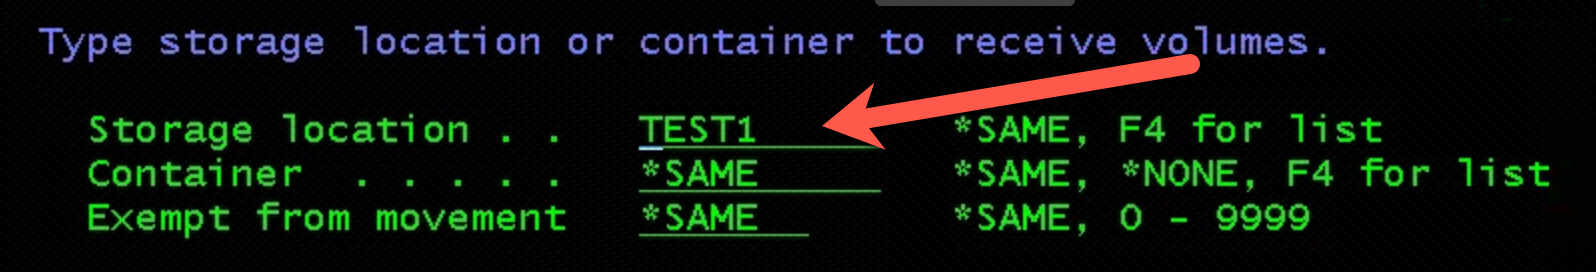 Type storage location or container to receive volumes.
Storage location . . TEST1 *SAME, F4 for list
Container . . . . . *SAME *SAME, *NONE, F4 for list
Exempt from movement *SAME *SAME, 0 - 9999